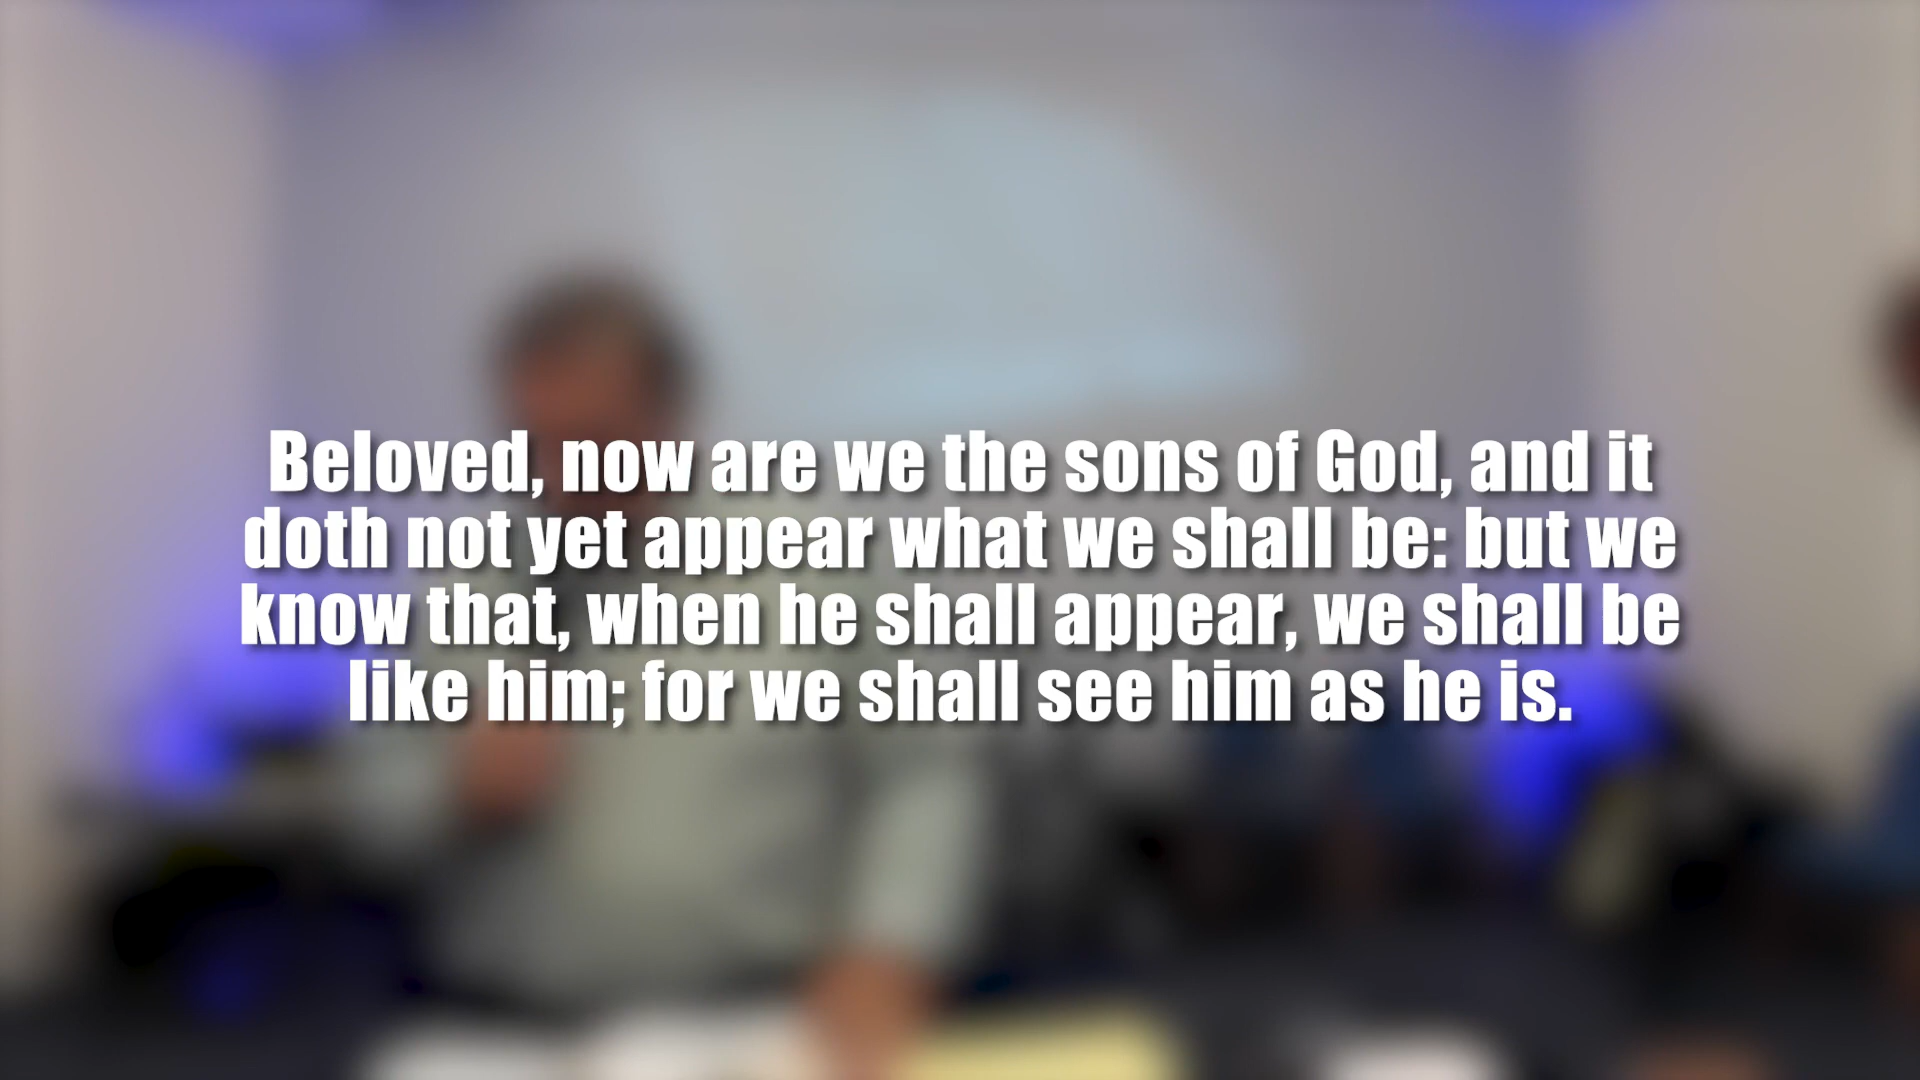 Beloved, now are we the sons of God, and it
doth not yet appear what we shall be: but we
know that, when he shall appear, we shall be
like him; for we shall see him as he is.